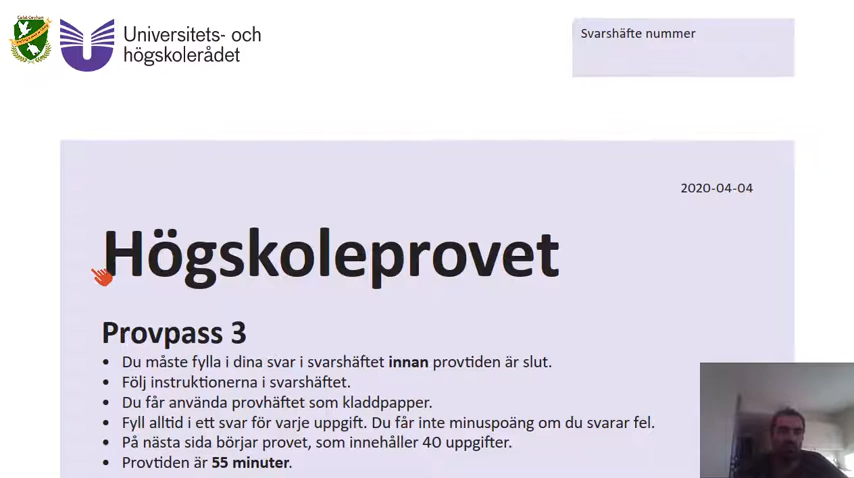 Universitets- och
högskolerådet
Svarshäfte nummer
2020-04-04
Högskoleprovet
Provpass 3
• Du måste fylla i dina svar i svarshäftet innan provtiden är slut.
• Följ instruktionerna i svarshäftet.
• Du får använda provhäftet som kladdpapper.
• Fyll alltid i ett svar för varje uppgift. Du får inte minuspoäng om du svarar fel.
• På nästa sida börjar provet, som innehåller 40 uppgifter.
• Provtiden är 55 minuter.